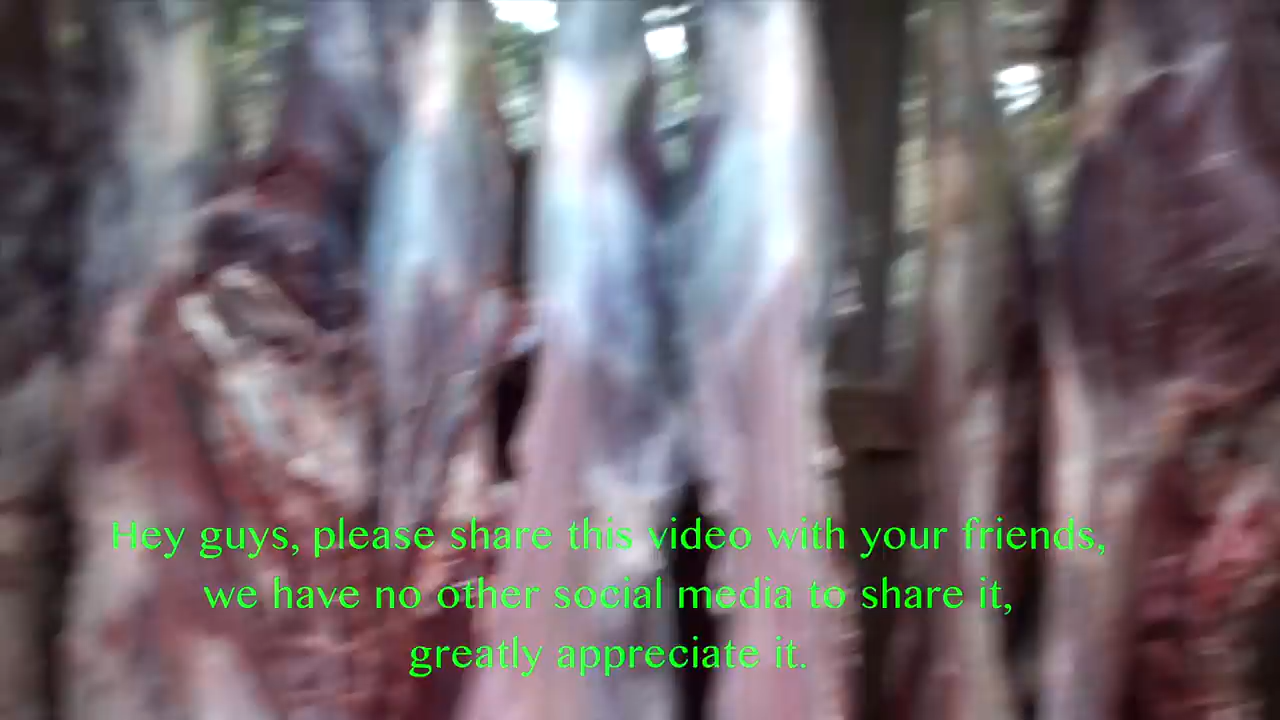 Hey guys, please share this video with your friends,
we have no other social media to share it,
greatly appreciate it.